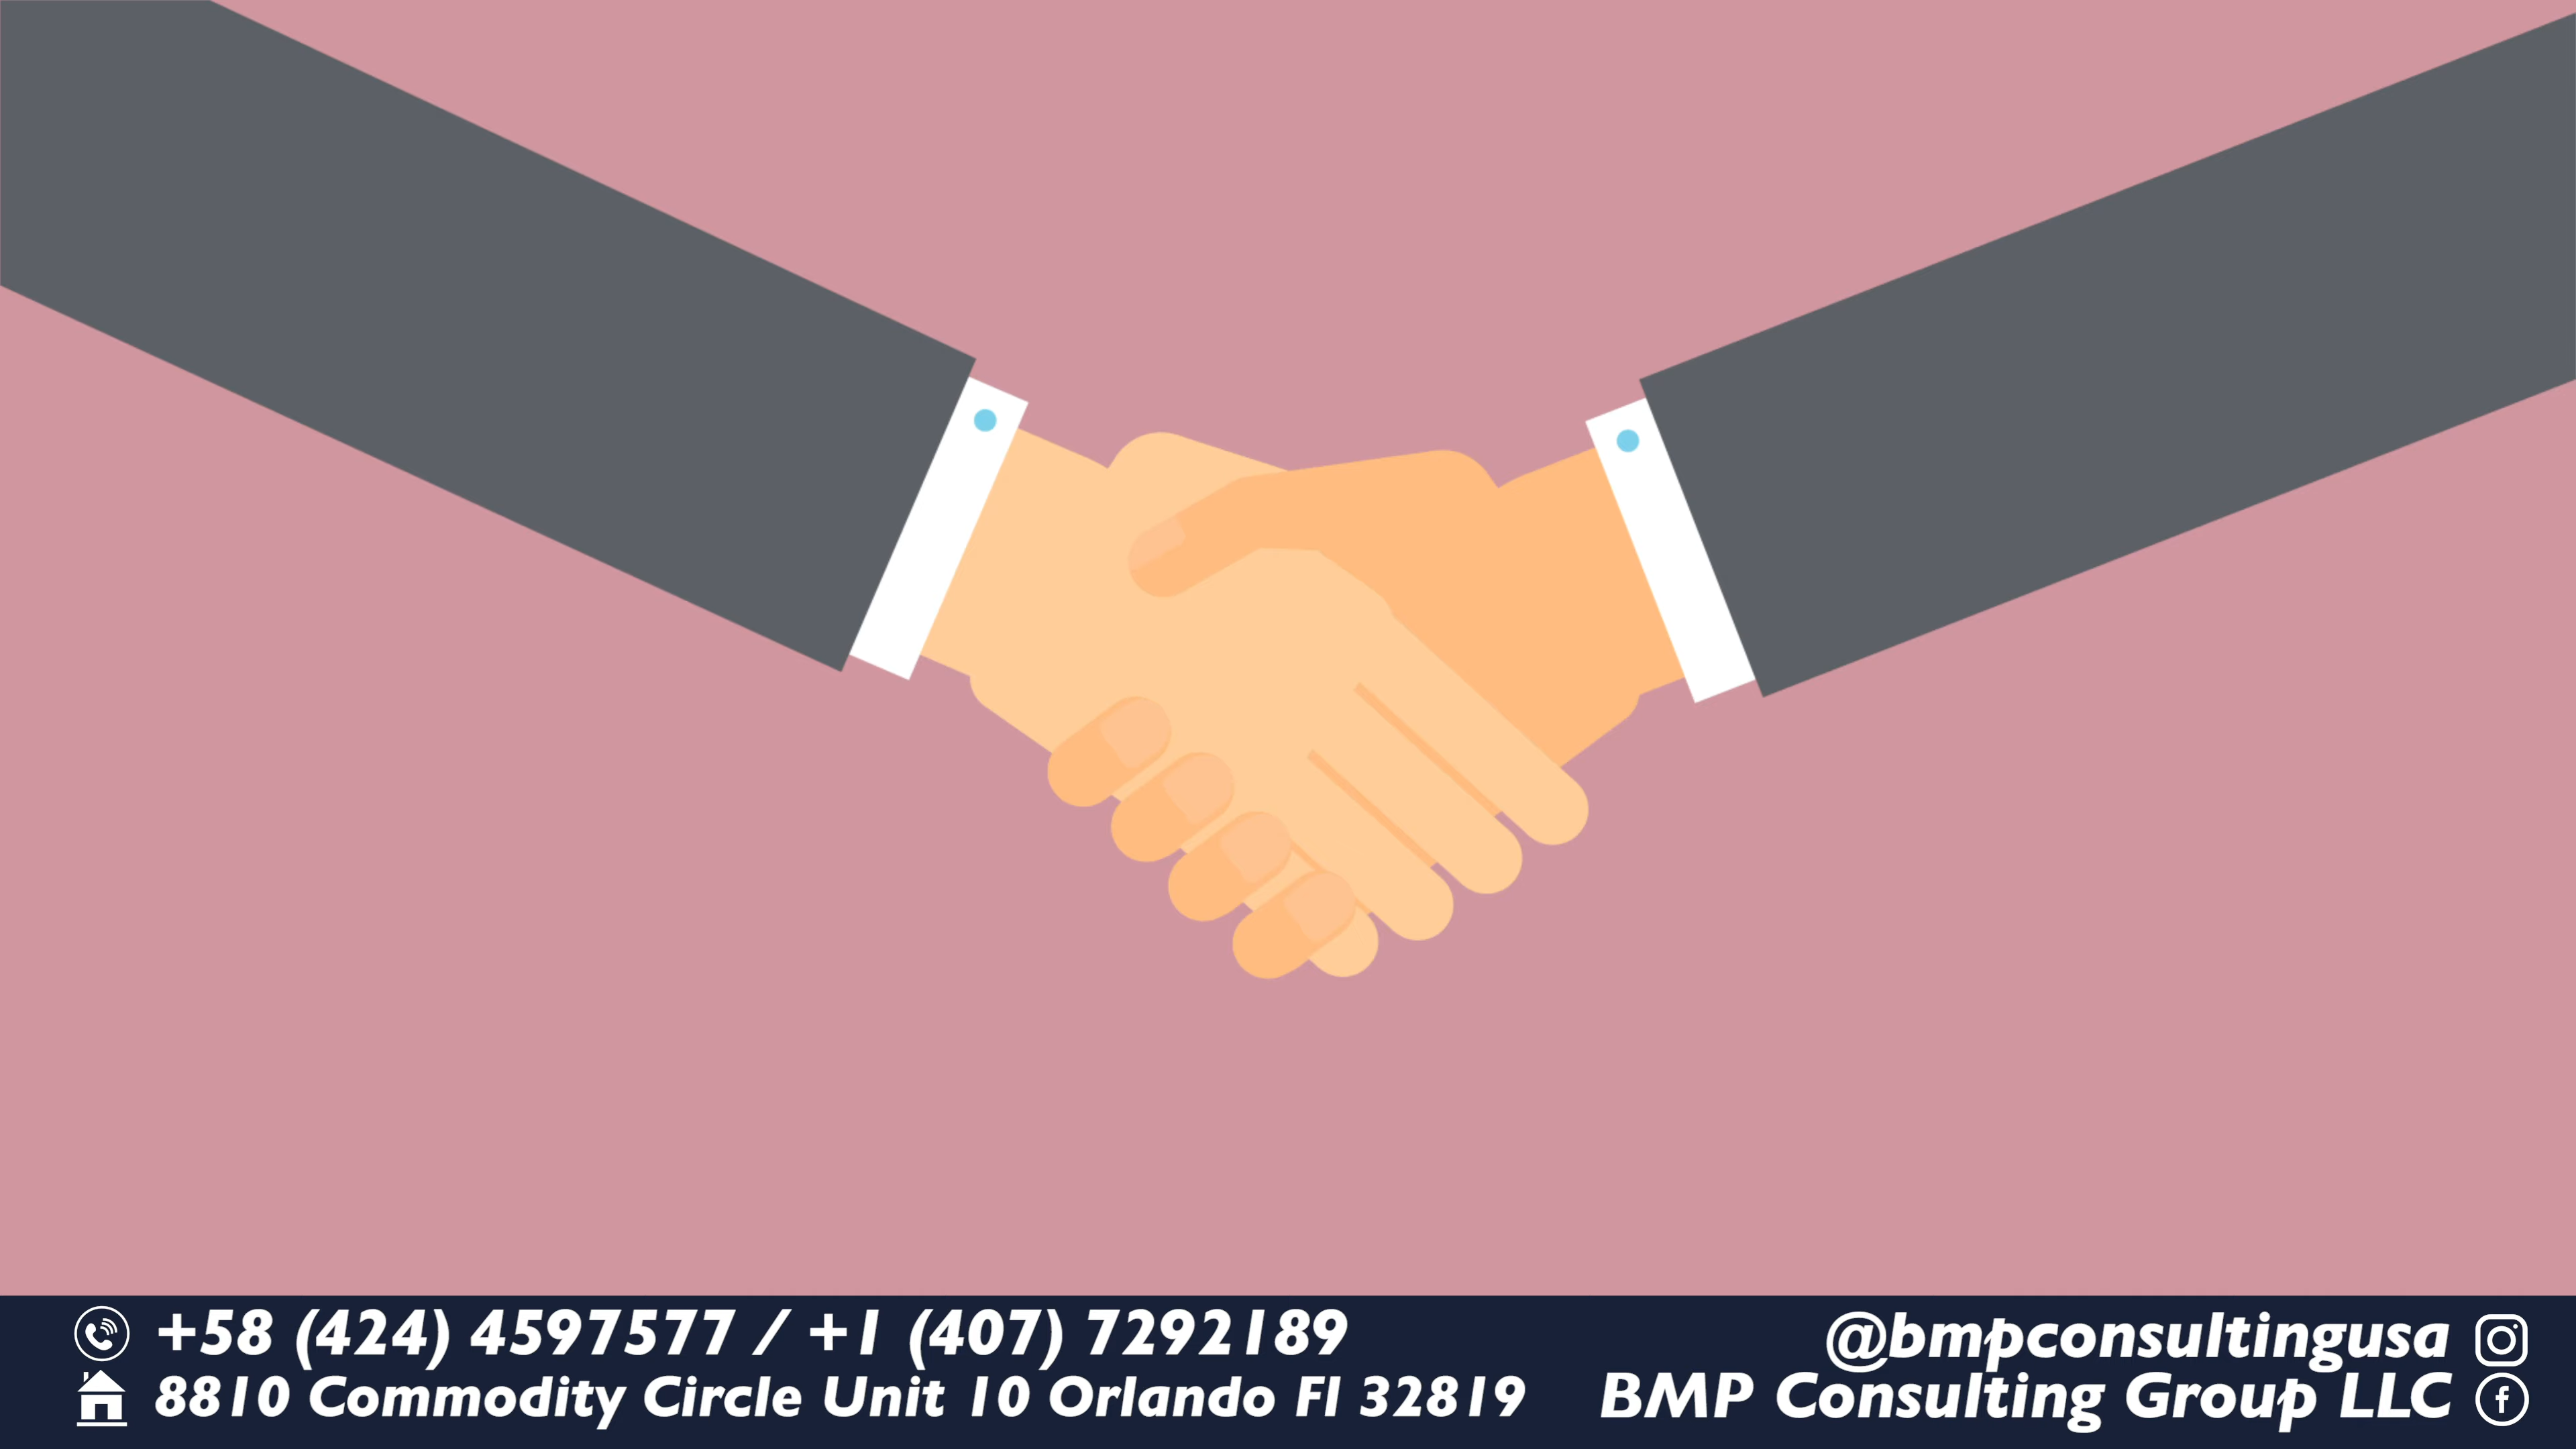 +58 (424) 4597577 / +1 (407) 7292189
8810 Commodity Circle Unit 10 Orlando Fl 32819
@bmpconsultingusa
BMP Consulting Group LLC